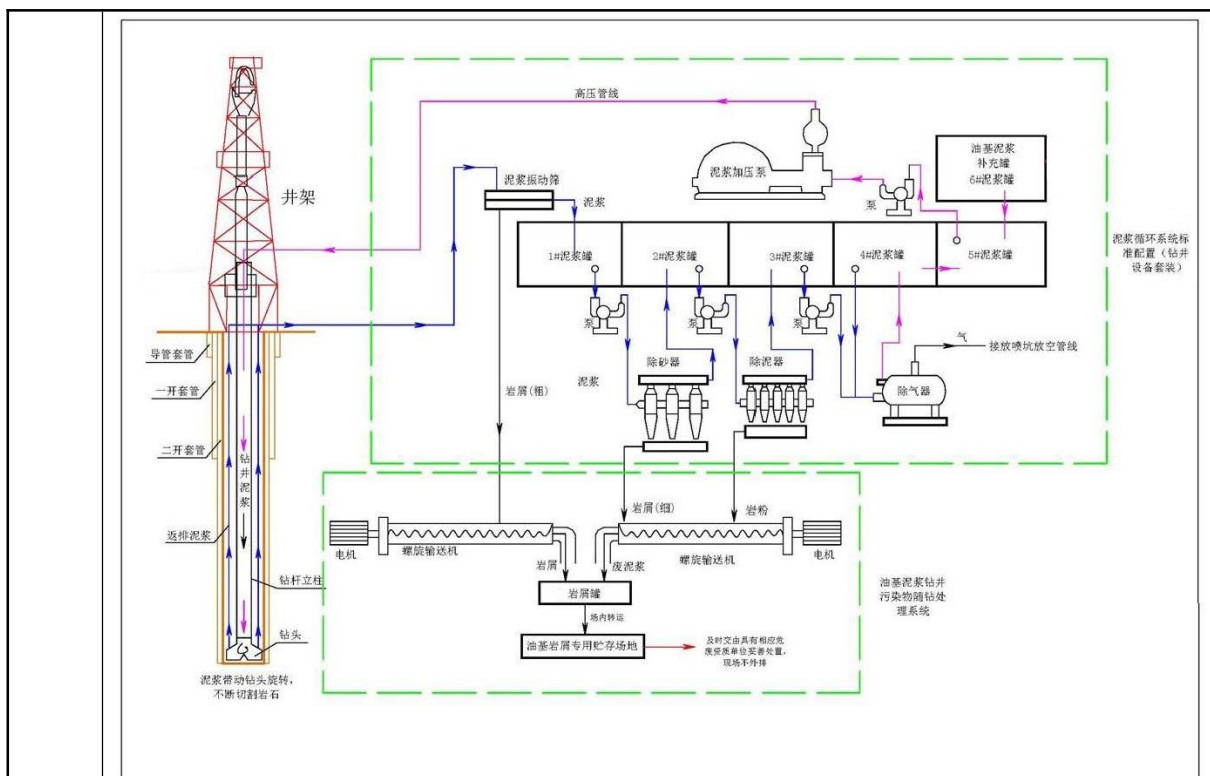 高压管线
油基泥浆
补充罐
6#泥浆罐
泥浆加压泵
泵
井架
泥浆振动筛
泥浆
1#泥浆罐
2#泥浆罐
3#泥浆罐
4#泥浆罐
5#泥浆罐
泥浆循环系统标
准配置（钻井
设备套装）
泵
泵
泵
导管套管
一开套管
二开套管
岩屑(粗)
泥浆
除砂器
除泥器
气
接放喷坑放空管线
除气器
钻
井
泥
浆
返排泥浆
钻杆立柱
钻头
泥浆带动钻头旋转，
不断切割岩石
岩屑(细)
岩粉
电机
螺旋输送机
岩屑
废泥浆
螺旋输送机
电机
岩屑罐
场内转运
油基岩屑专用贮存场地
及时交由具有相应危
废资质单位妥善处置，
现场不外排
油基泥浆钻井
污染物随钻处
理系统